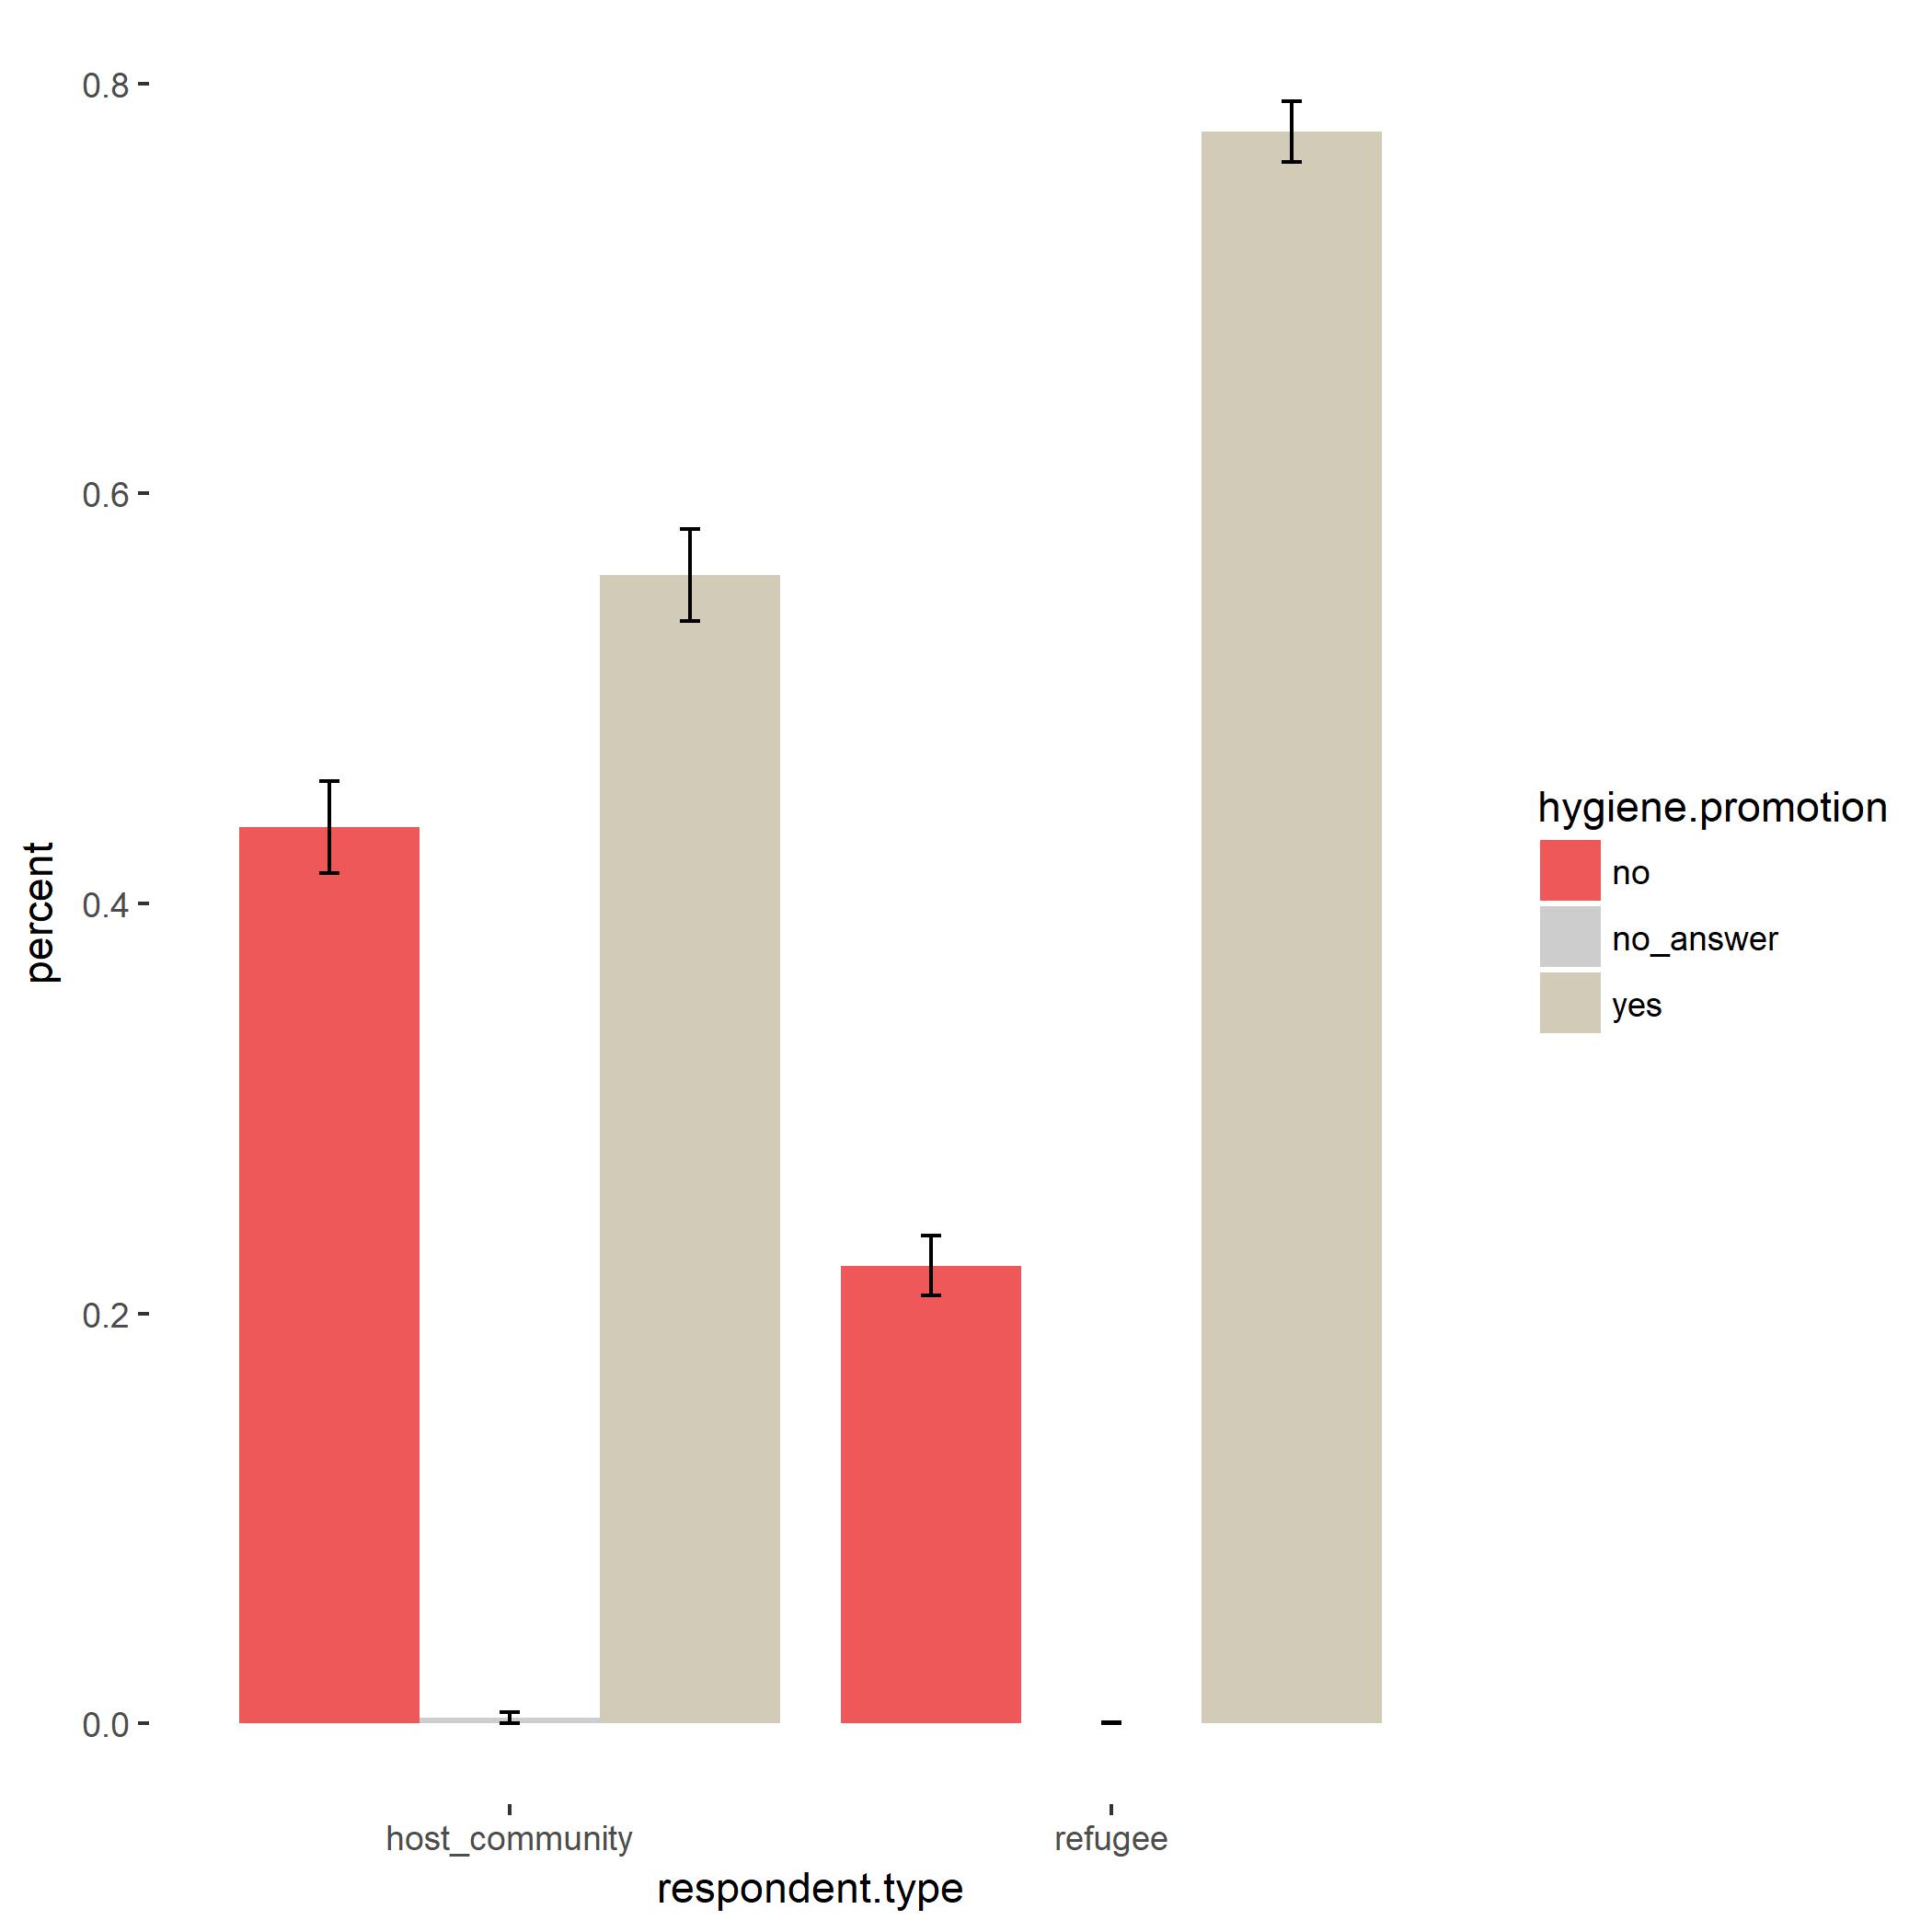 0.8
0.6
0.4
0.2
0.0
percent
host_community
refugee
respondent.type
hygiene.promotion
no
no_answer
yes